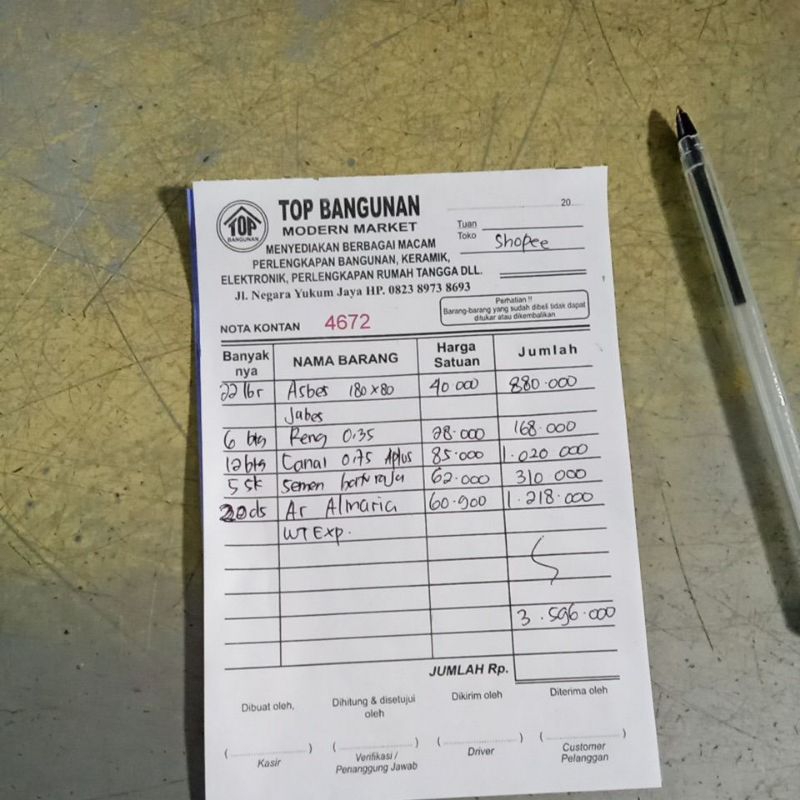 TOP
BANGUNAN
TOP BANGUNAN
MODERN MARKET
MENYEDIAKAN BERBAGAI MACAM
PERLENGKAPAN BANGUNAN, KERAMIK,
ELEKTRONIK, PERLENGKAPAN RUMAH TANGGA DLL.
Jl. Negara Yukum Jaya HP. 0823 8973 8693
20
Tuan
Toko Shopee
Perhatian !!
Barang-barang yang sudah dibeli tidak dapat
ditukar atau dikembalikan
NOTA KONTAN 4672
Banyak nya NAMA BARANG Harga Satuan Jumlah
22 lbr Asbes 180 x 80 40 000 880.000
Jabes
6 btg Reng 0.35 28.000 168.000
12 btg Canal 0.75 Aplus 85.000 1.020 000
5 sk Semen batu raja 62.000 310 000
20 ds Ar Almaria 60.900 1.218.000
WT Exp.
3.596.000
JUMLAH Rp.
Dibuat oleh, Dihitung & disetujui oleh Dikirim oleh Diterima oleh
Kasir Verifikasi / Penanggung Jawab Driver Customer Pelanggan